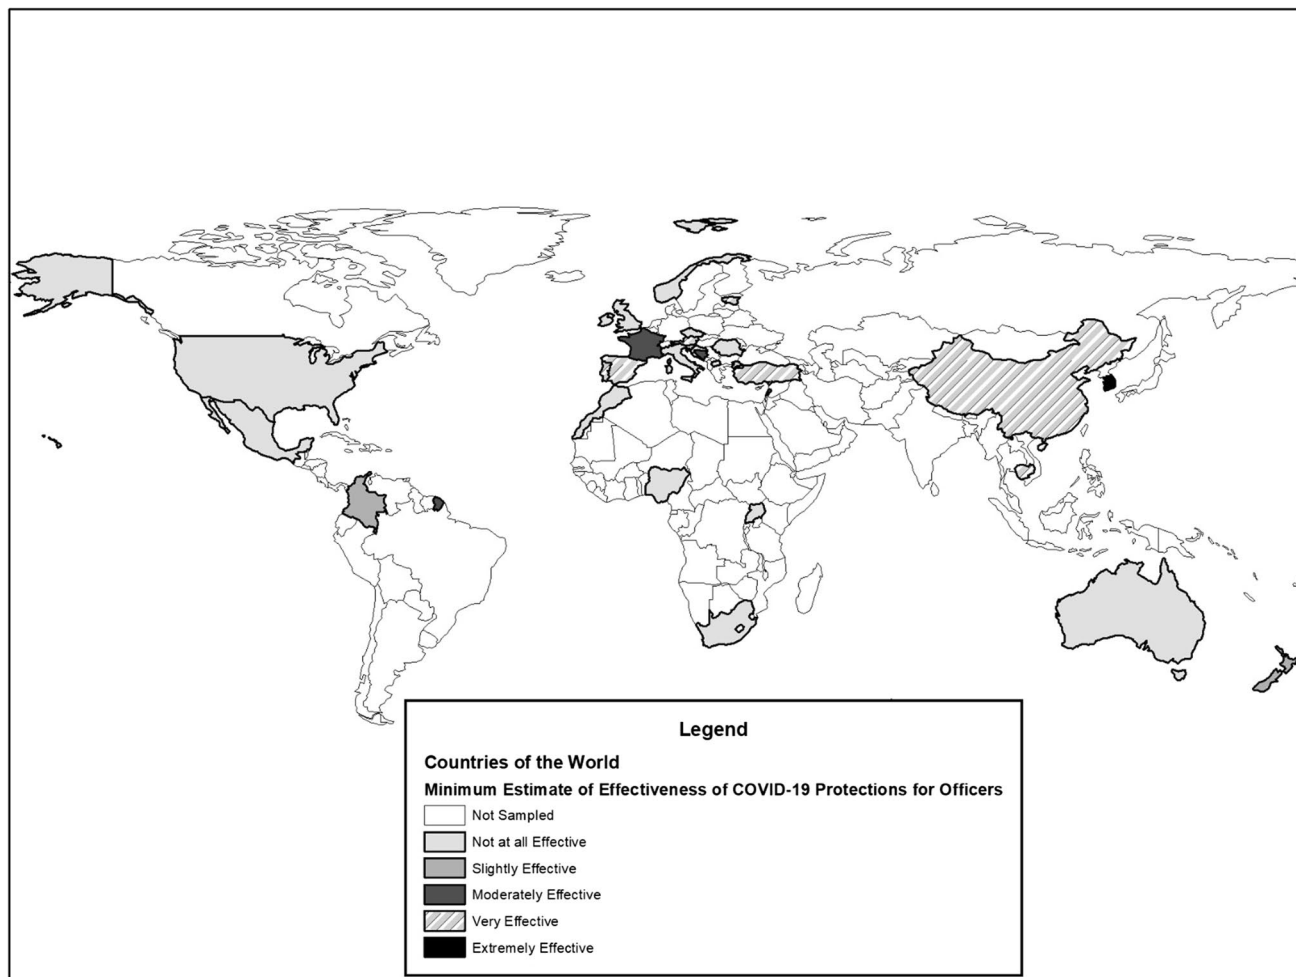 Legend
Countries of the World
Minimum Estimate of Effectiveness of COVID-19 Protections for Officers
Not Sampled
Not at all Effective
Slightly Effective
Moderately Effective
Very Effective
Extremely Effective